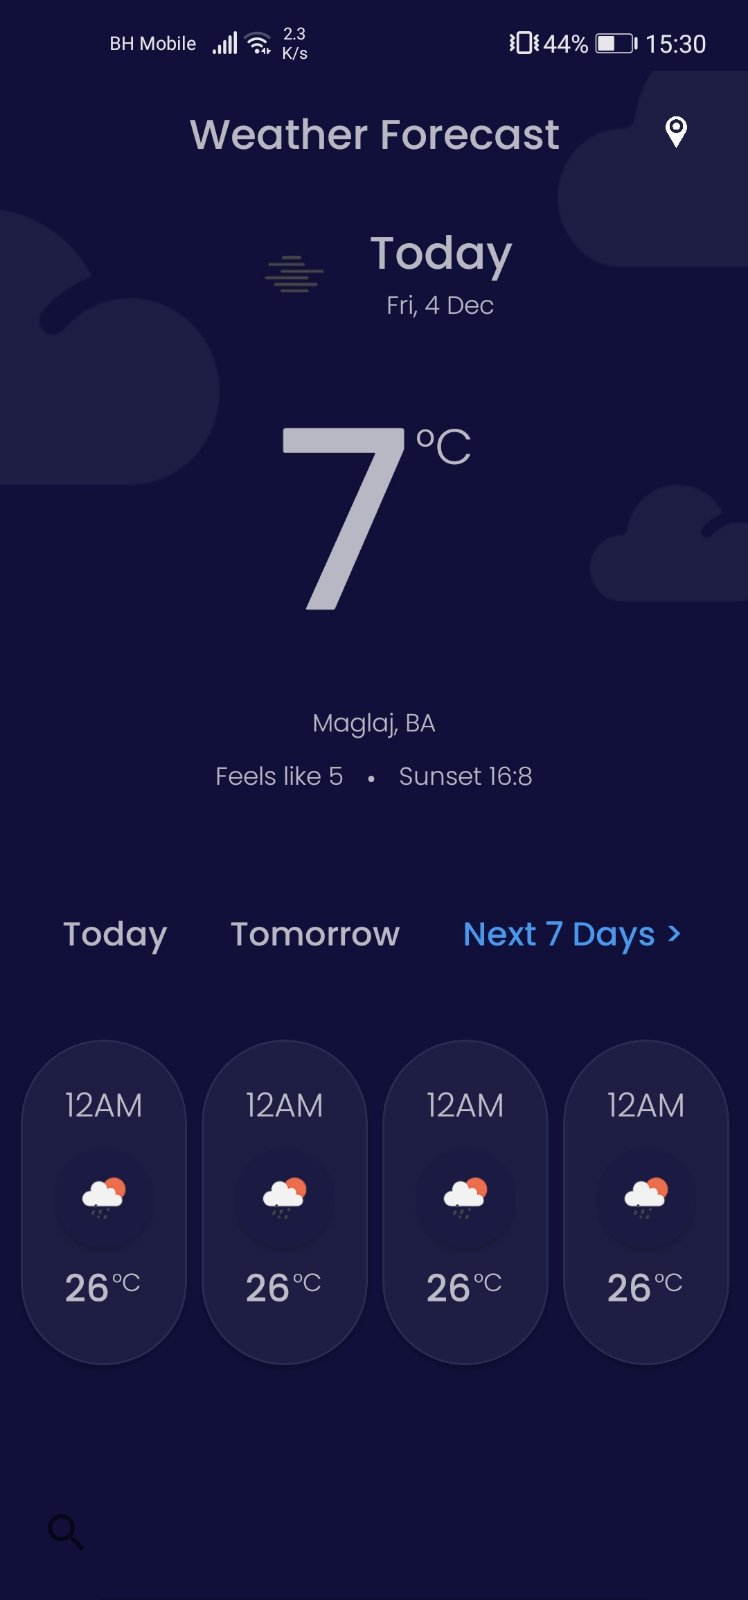 BH Mobile 2.3 K/s 44% 15:30
Weather Forecast
Today
Fri, 4 Dec
7 °C
Maglaj, BA
Feels like 5 • Sunset 16:8
Today Tomorrow Next 7 Days >
12AM 12AM 12AM 12AM
26°C 26°C 26°C 26°C